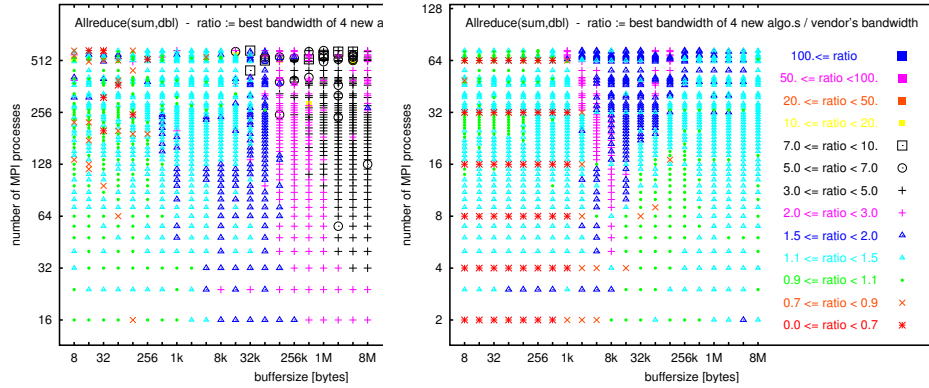 Allreduce(sum,dbl) - ratio := best bandwidth of 4 new a
512
256
128
64
32
16
number of MPI processes
8 32 256 1k 8k 32k 256k 1M 8M
buffersize [bytes]
Allreduce(sum,dbl) - ratio := best bandwidth of 4 new algo.s / vendor's bandwidth
128
64
32
16
8
4
2
number of MPI processes
100.<= ratio
50. <= ratio <100.
20. <= ratio < 50.
10. <= ratio < 20.
7.0 <= ratio < 10.
5.0 <= ratio < 7.0
3.0 <= ratio < 5.0
2.0 <= ratio < 3.0
1.5 <= ratio < 2.0
1.1 <= ratio < 1.5
0.9 <= ratio < 1.1
0.7 <= ratio < 0.9
0.0 <= ratio < 0.7
8 32 256 1k 8k 32k 256k 1M 8M
buffersize [bytes]